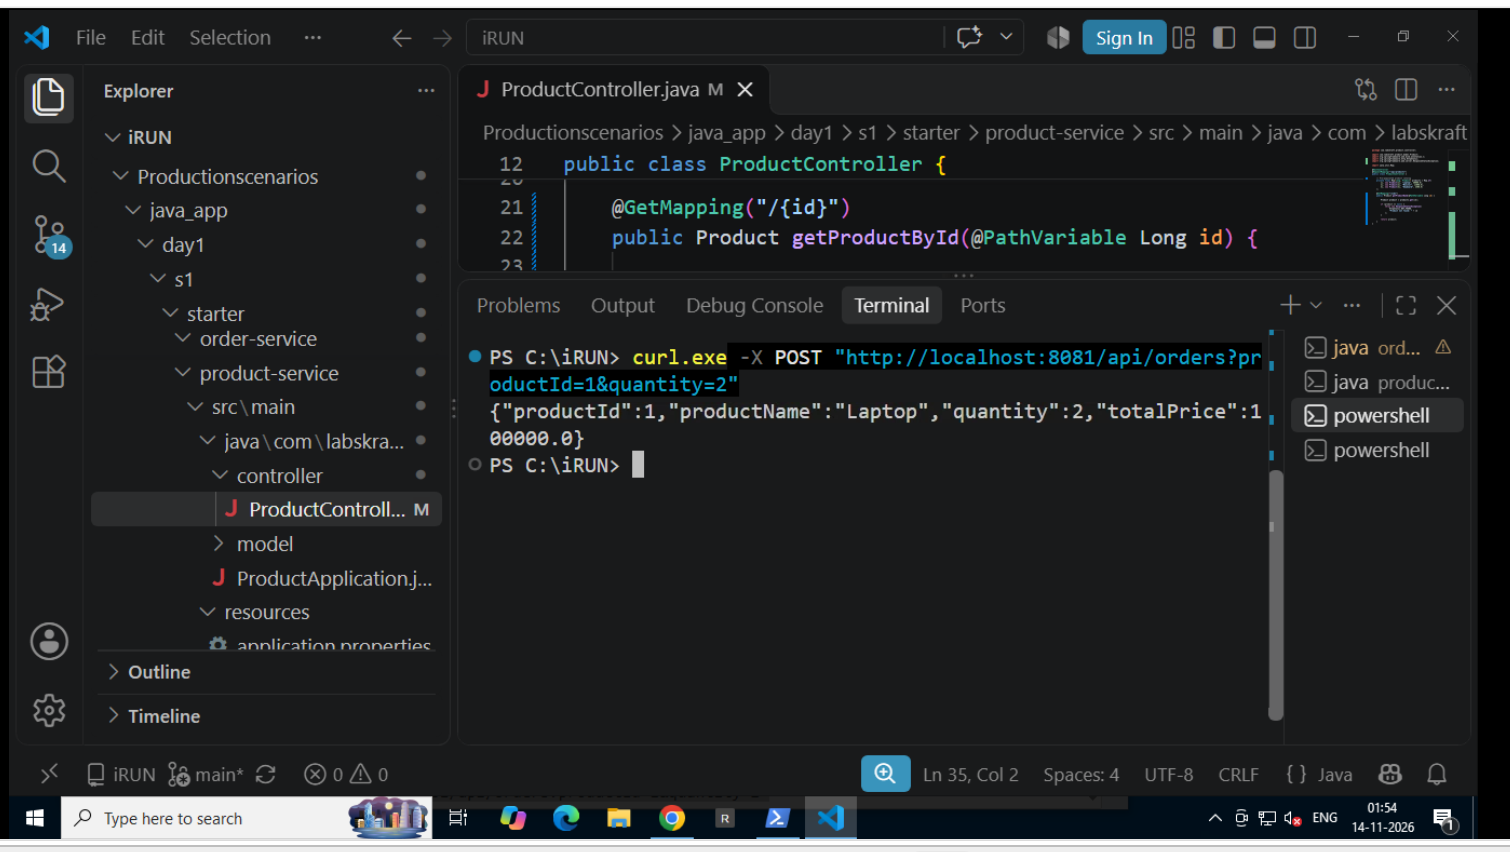 File Edit Selection ··· iRUN Sign In
Explorer ···
iRUN
Productionscenarios
java_app
day1
s1
starter
order-service
product-service
src\main
java\com\labskra...
controller
J ProductControll... M
model
J ProductApplication.j...
resources
application.properties
Outline
Timeline
14
J ProductController.java M
Productionscenarios > java_app > day1 > s1 > starter > product-service > src > main > java > com > labskraft
12 public class ProductController {
21 @GetMapping("/{id}")
22 public Product getProductById(@PathVariable Long id) {
23
Problems Output Debug Console Terminal Ports
PS C:\iRUN> curl.exe -X POST "http://localhost:8081/api/orders?pr
oductId=1&quantity=2"
{"productId":1,"productName":"Laptop","quantity":2,"totalPrice":1
00000.0}
PS C:\iRUN>
java ord...
java produc...
powershell
powershell
iRUN main* 0 0 Ln 35, Col 2 Spaces: 4 UTF-8 CRLF {} Java
Type here to search R ENG 01:54
14-11-2026 1